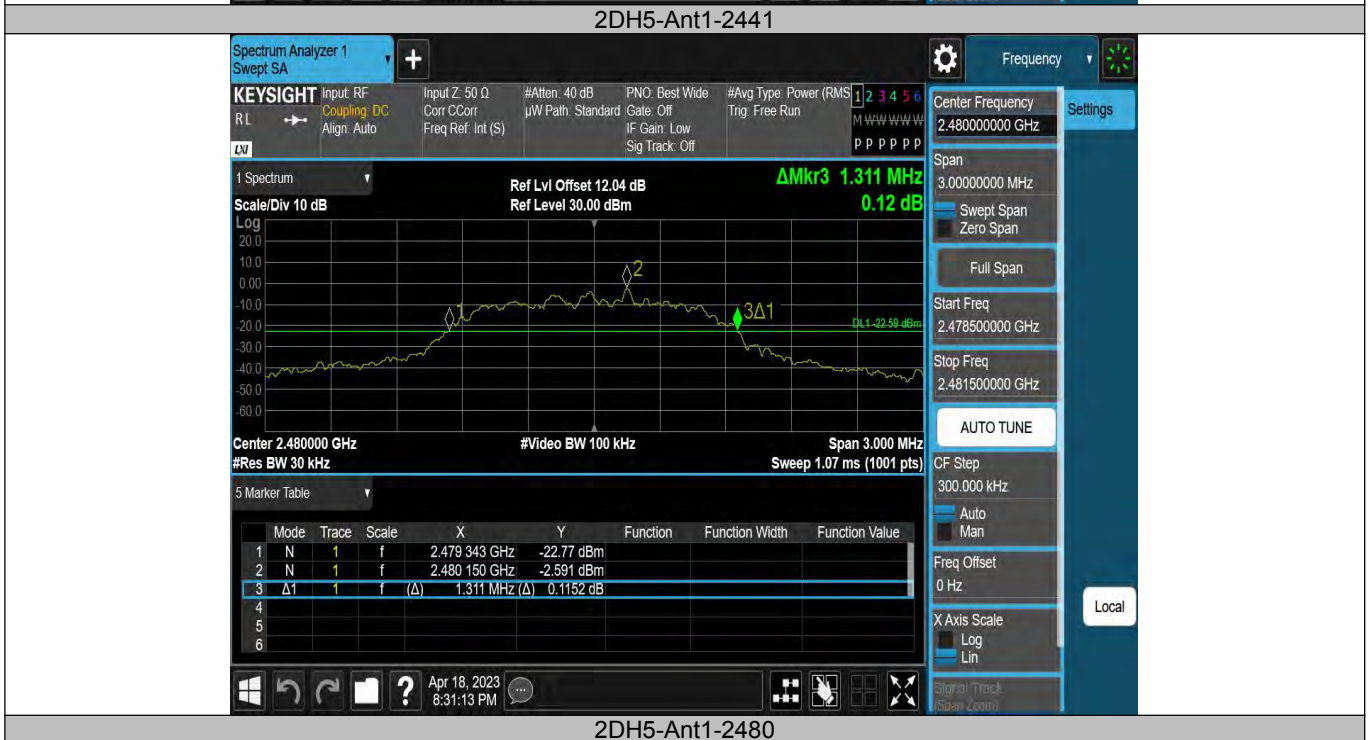 2DH5-Ant1-2441
Spectrum Analyzer 1
Swept SA
+
Frequency
KEYSIGHT
RL
LXI
Input: RF
Coupling: DC
Align: Auto
Input Z: 50 Ω
Corr CCorr
Freq Ref: Int (S)
#Atten: 40 dB
µW Path: Standard
PNO: Best Wide
Gate: Off
IF Gain: Low
Sig Track: Off
#Avg Type: Power (RMS
Trig: Free Run
1 2 3 4 5 6
M W W W W W
P P P P P P
Center Frequency
2.480000000 GHz
Settings
Span
3.00000000 MHz
Swept Span
Zero Span
Full Span
Start Freq
2.478500000 GHz
Stop Freq
2.481500000 GHz
AUTO TUNE
CF Step
300.000 kHz
Auto
Man
Freq Offset
0 Hz
X Axis Scale
Log
Lin
Signal Track
(Span Zoom)
Local
1 Spectrum
Scale/Div 10 dB
Ref Lvl Offset 12.04 dB
Ref Level 30.00 dBm
ΔMkr3 1.311 MHz
0.12 dB
Log
20.0
10.0
0.00
-10.0
-20.0
-30.0
-40.0
-50.0
-60.0
1
2
3Δ1
DL1 -22.59 dBm
Center 2.480000 GHz
#Res BW 30 kHz
#Video BW 100 kHz
Span 3.000 MHz
Sweep 1.07 ms (1001 pts)
5 Marker Table
Mode Trace Scale X Y Function Function Width Function Value
1 N 1 f 2.479 343 GHz -22.77 dBm
2 N 1 f 2.480 150 GHz -2.591 dBm
3 Δ1 1 f (Δ) 1.311 MHz (Δ) 0.1152 dB
4
5
6
?
Apr 18, 2023
8:31:13 PM
2DH5-Ant1-2480